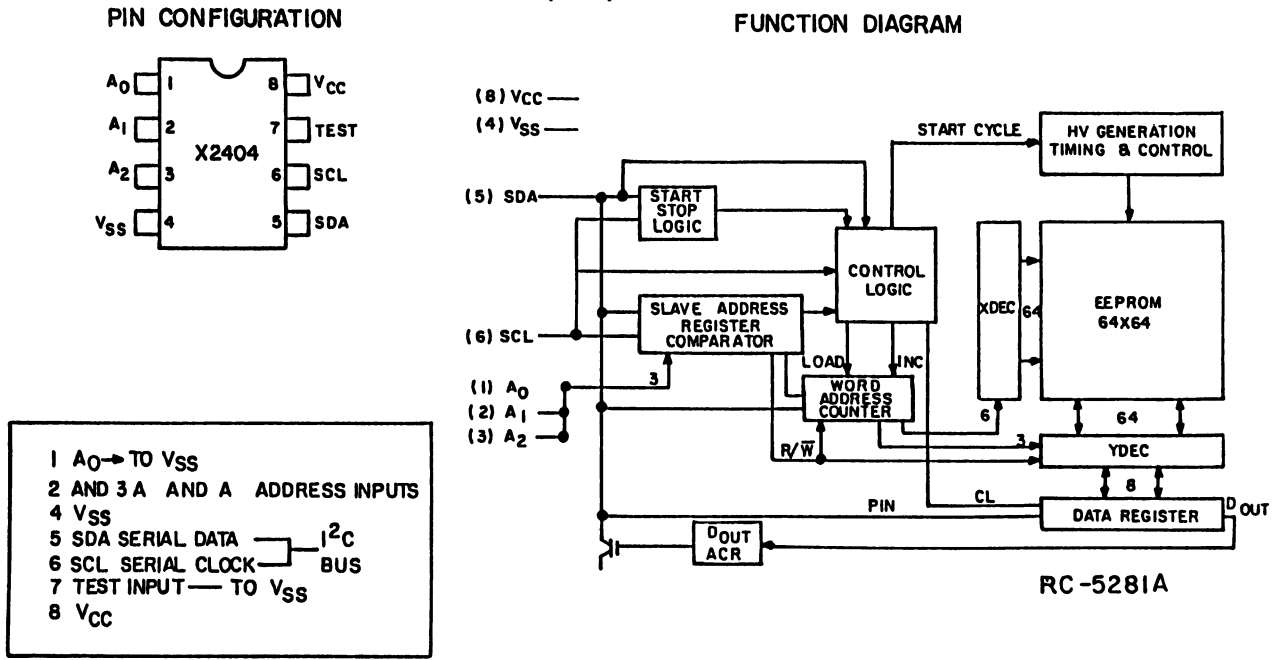 PIN CONFIGURATION
A0 1
A1 2
A2 3
VSS 4
X2404
8 VCC
7 TEST
6 SCL
5 SDA
1 A0→ TO VSS
2 AND 3 A AND A ADDRESS INPUTS
4 VSS
5 SDA SERIAL DATA
6 SCL SERIAL CLOCK
I2C
BUS
7 TEST INPUT — TO VSS
8 VCC
FUNCTION DIAGRAM
(8) VCC
(4) VSS
(5) SDA
(6) SCL
(1) A0
(2) A1
(3) A2
START
STOP
LOGIC
SLAVE ADDRESS
REGISTER
COMPARATOR
3
CONTROL
LOGIC
START CYCLE
HV GENERATION
TIMING & CONTROL
LOAD
INC
WORD
ADDRESS
COUNTER
R/W̅
XDEC
64
6
EEPROM
64X64
64
3
YDEC
8
CL
PIN
DATA REGISTER
DOUT
DOUT
ACR
RC-5281A